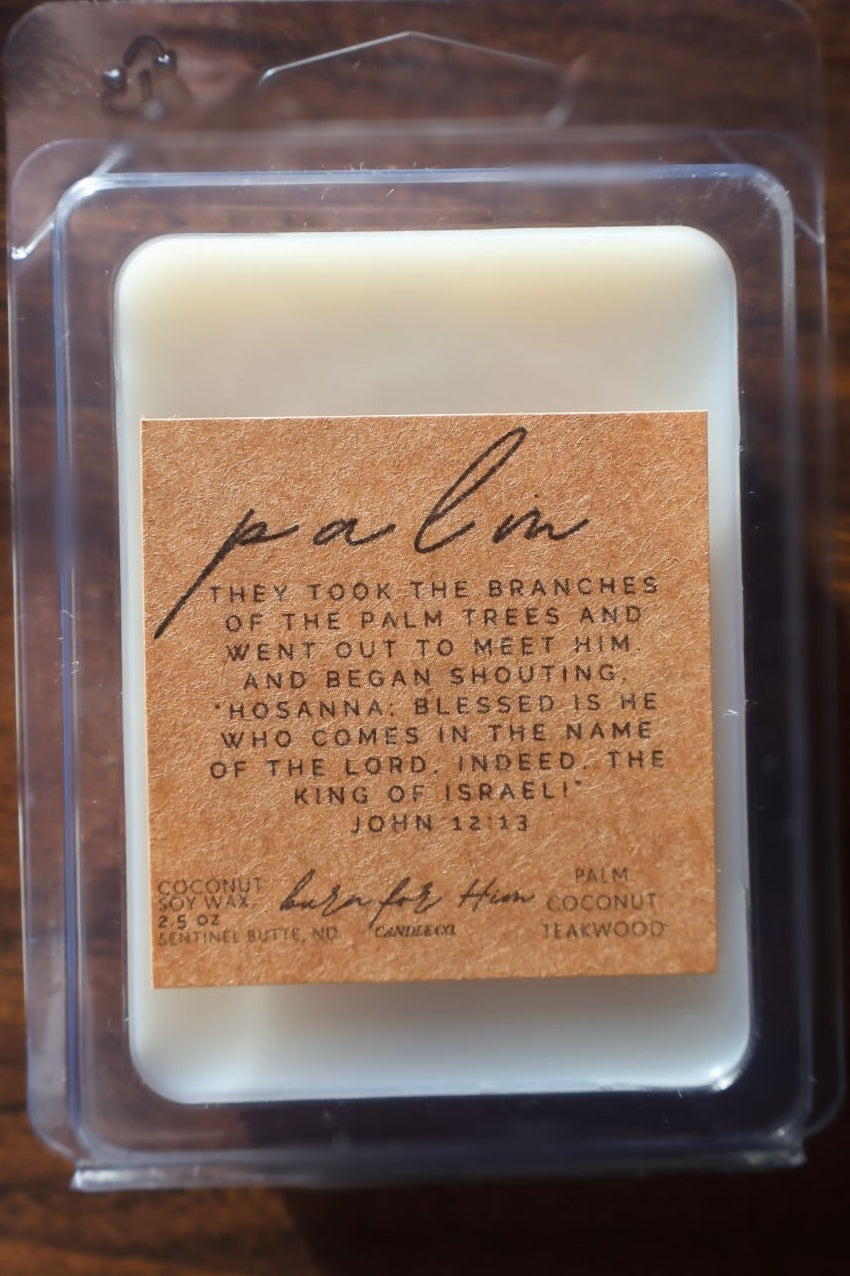 palm
THEY TOOK THE BRANCHES
OF THE PALM TREES AND
WENT OUT TO MEET HIM,
AND BEGAN SHOUTING,
"HOSANNA; BLESSED IS HE
WHO COMES IN THE NAME
OF THE LORD, INDEED, THE
KING OF ISRAEL!"
JOHN 12:13
COCONUT
SOY WAX.
2.5 OZ
SENTINEL BUTTE, ND
burn for Him
CANDLE CO.
PALM
COCONUT
TEAKWOOD